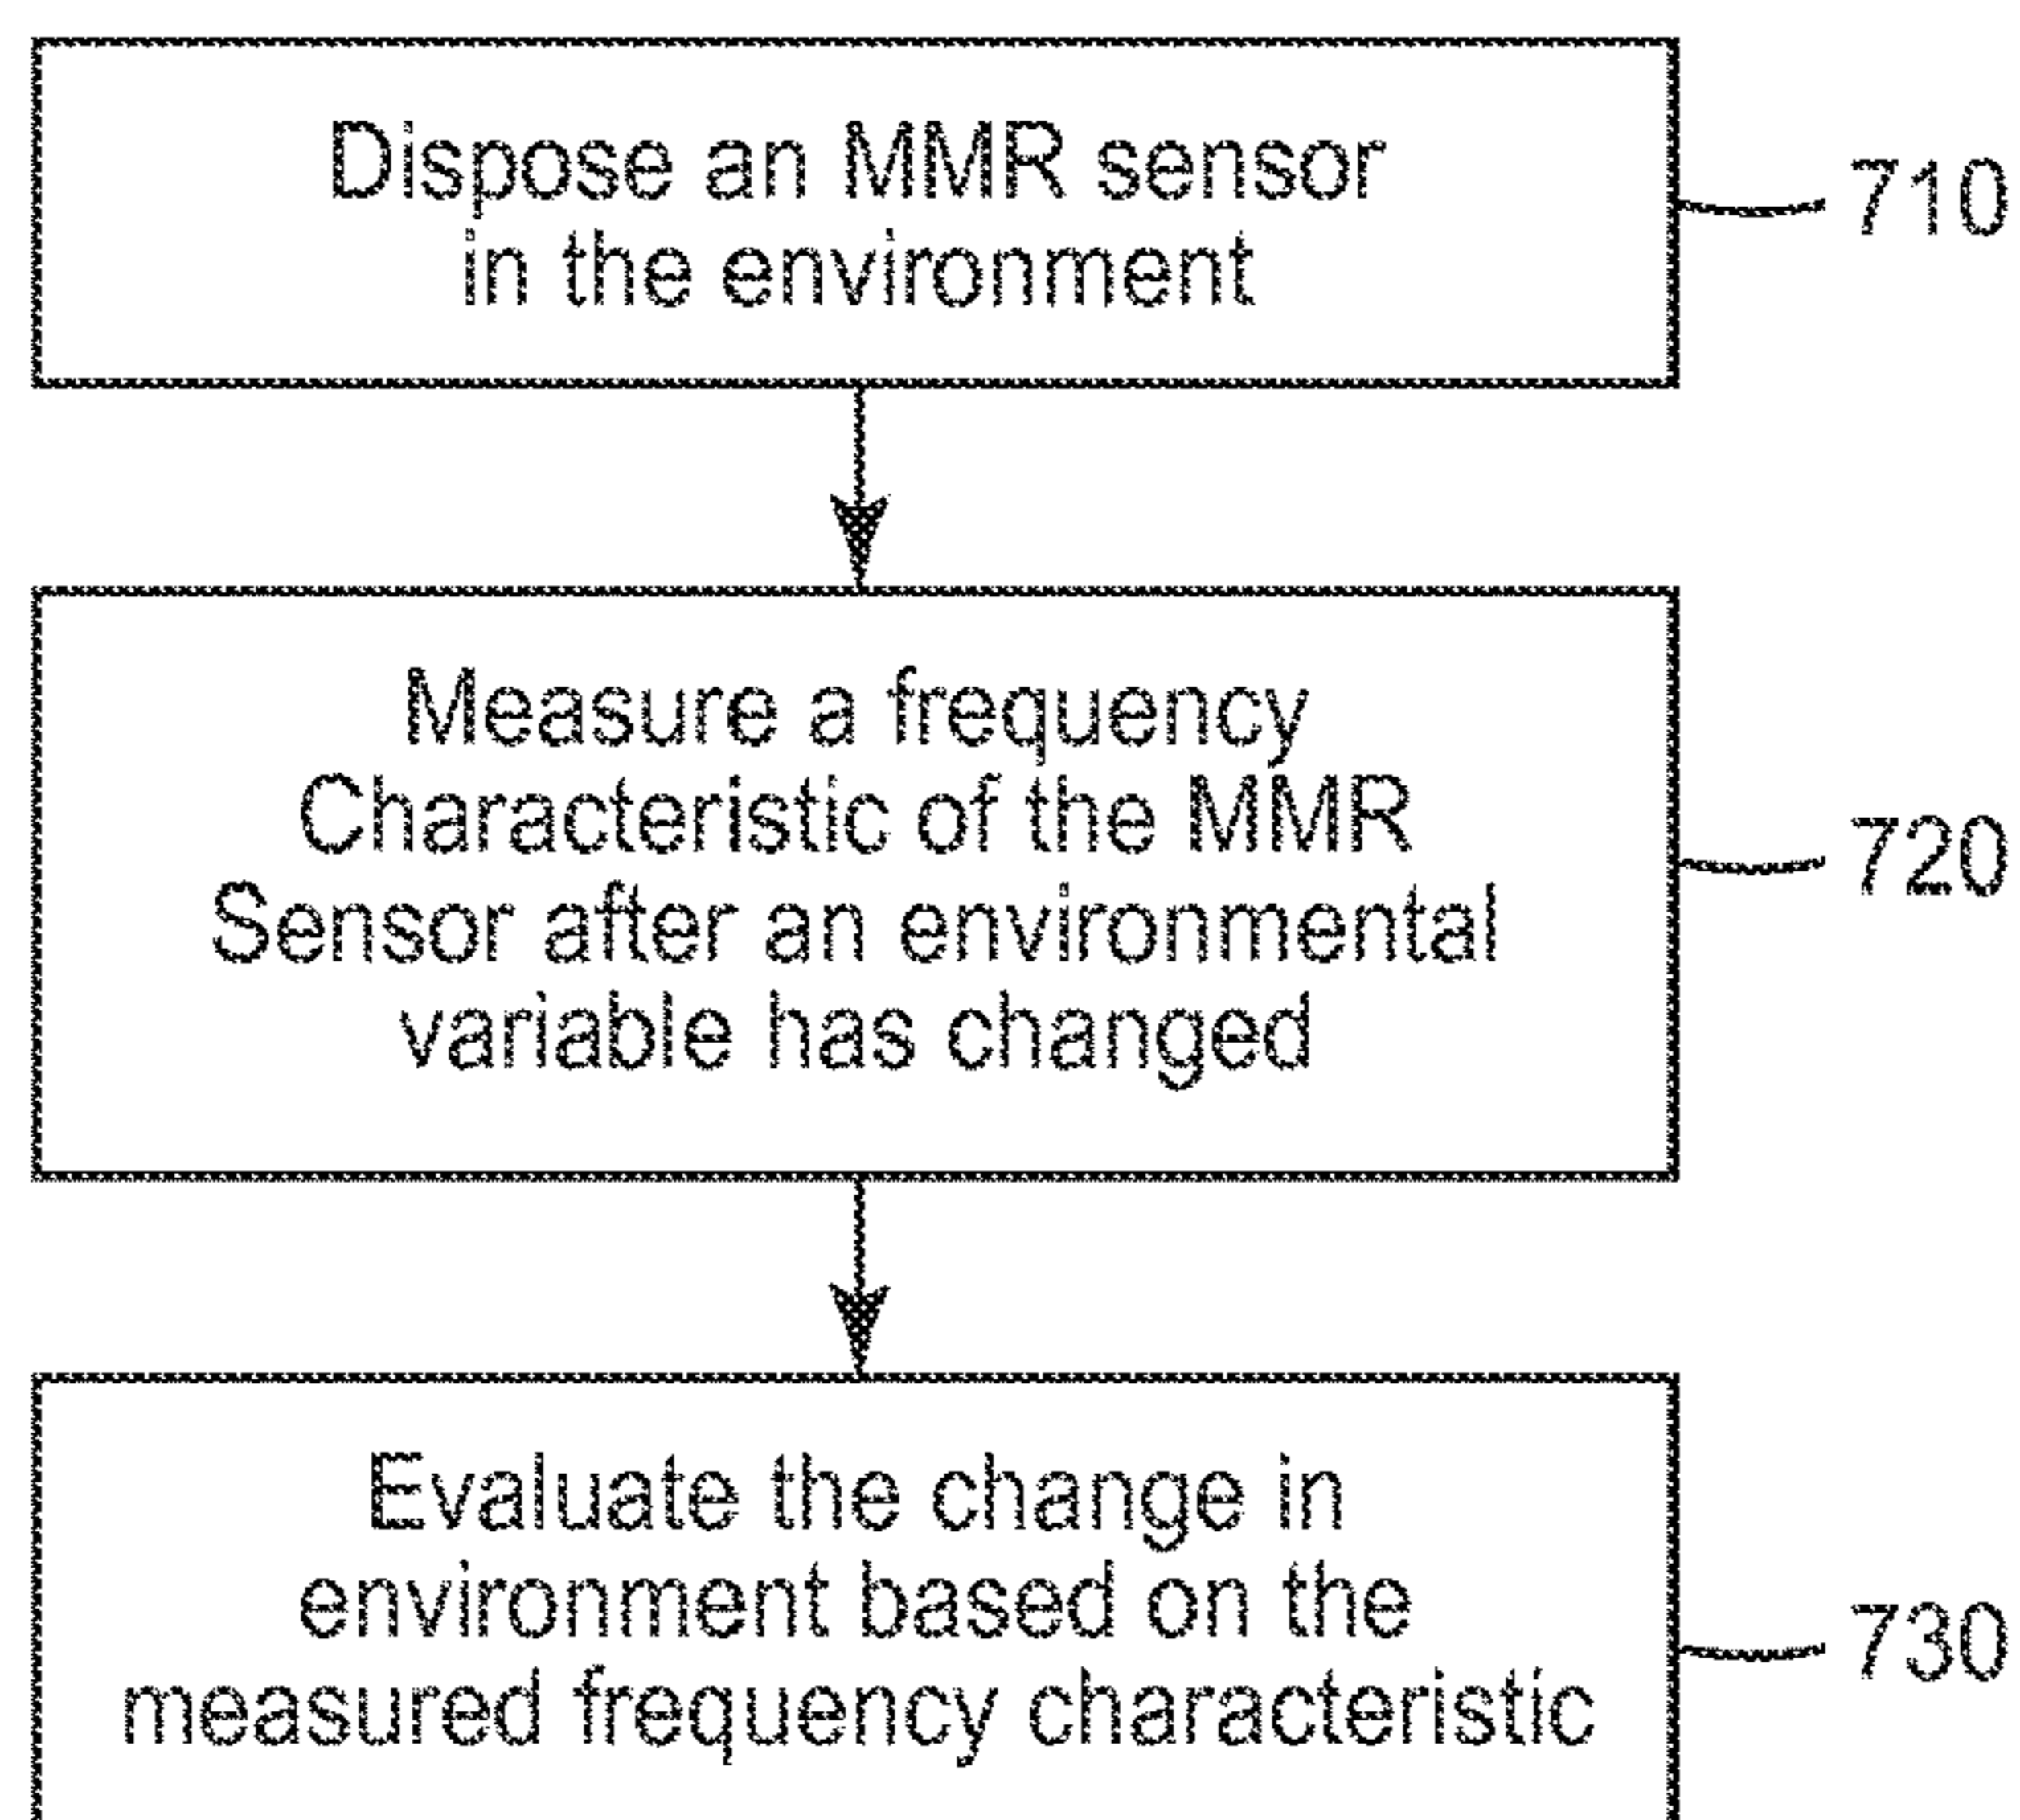 Dispose an MMR sensor
in the environment
710
Measure a frequency
Characteristic of the MMR
Sensor after an environmental
variable has changed
720
Evaluate the change in
environment based on the
measured frequency characteristic
730